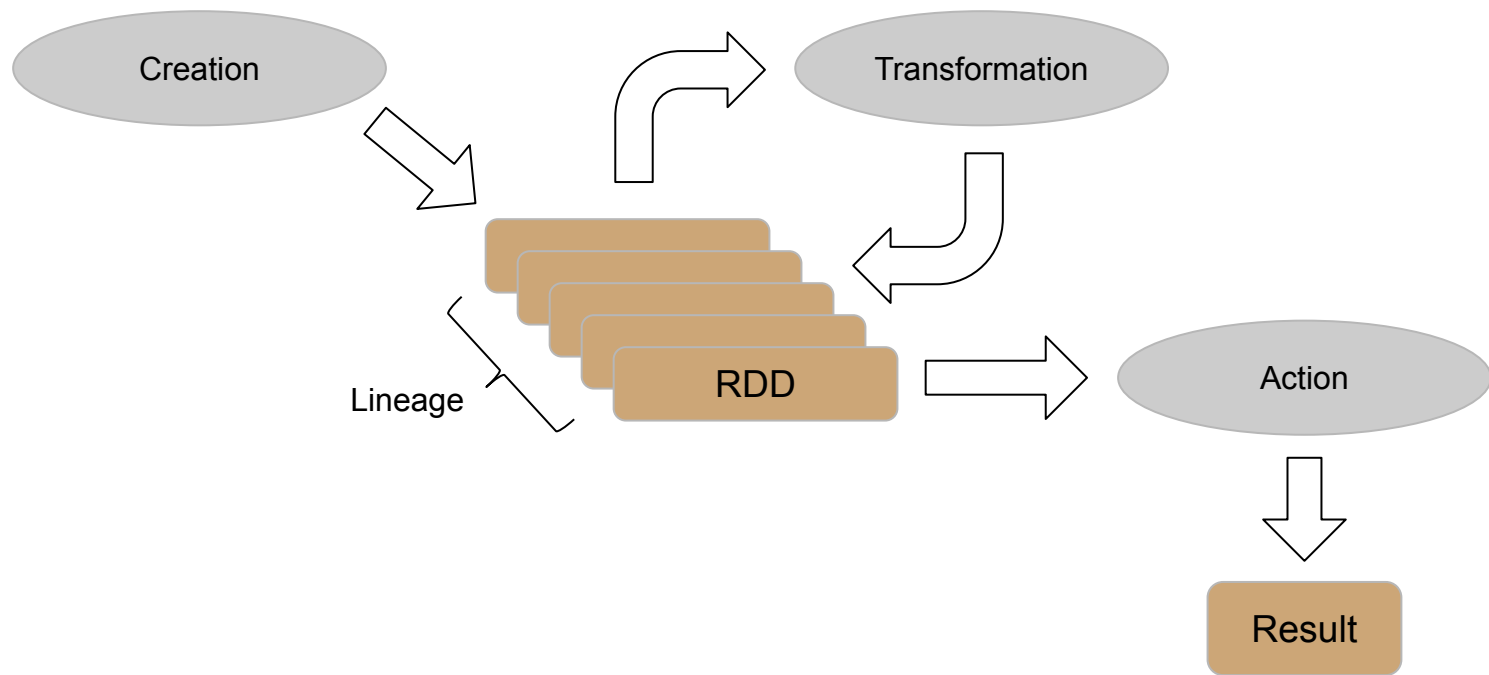 Creation
Transformation
RDD
Lineage
Action
Result